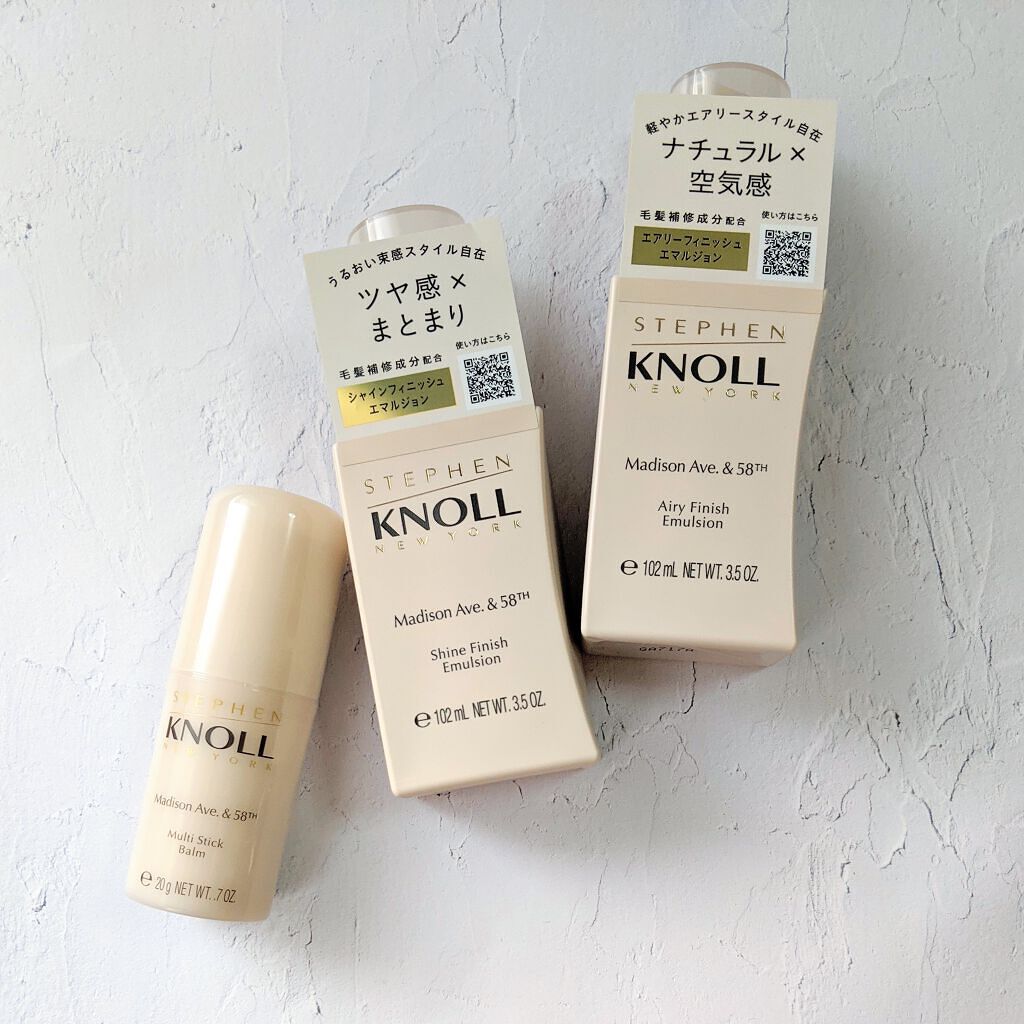 うるおい束感スタイル自在
ツヤ感×
まとまり
毛髪補修成分配合
使い方はこちら
シャインフィニッシュ
エマルジョン
STEPHEN
KNOLL
NEW YORK
Madison Ave. & 58TH
Shine Finish
Emulsion
℮ 102 mL NET WT. 3.5 OZ.
軽やかエアリースタイル自在
ナチュラル×
空気感
毛髪補修成分配合
使い方はこちら
エアリーフィニッシュ
エマルジョン
STEPHEN
KNOLL
NEW YORK
Madison Ave. & 58TH
Airy Finish
Emulsion
℮ 102 mL NET WT. 3.5 OZ.
GA717A
STEPHEN
KNOLL
NEW YORK
Madison Ave. & 58TH
Multi Stick
Balm
℮ 20 g NET WT. .7 OZ.